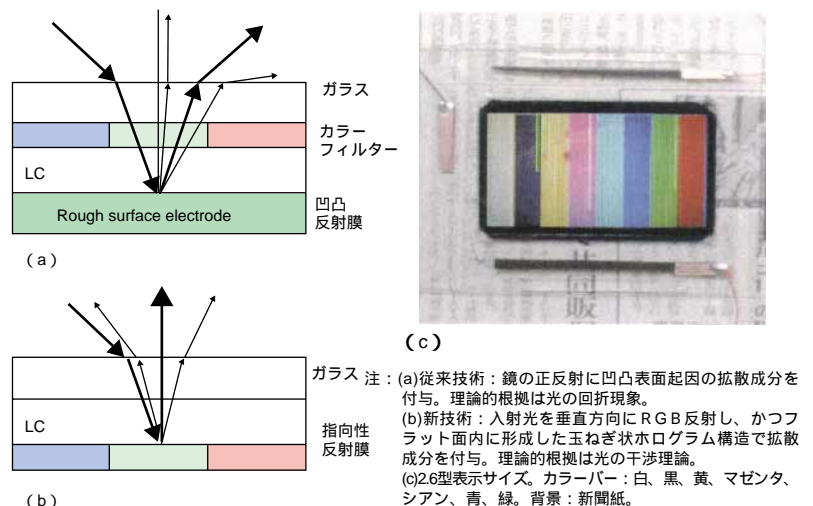 ガラス
カラー
フィルター
LC
Rough surface electrode
凹凸
反射膜
(a)
ガラス
LC
指向性
反射膜
(b)
(c)
注：(a)従来技術：鏡の正反射に凹凸表面起因の拡散成分を
付与。理論的根拠は光の回折現象。
(b)新技術：入射光を垂直方向にＲＧＢ反射し、かつフ
ラット面内に形成した玉ねぎ状ホログラム構造で拡散
成分を付与。理論的根拠は光の干渉理論。
(c)2.6型表示サイズ。カラーバー：白、黒、黄、マゼンタ、
シアン、青、緑。背景：新聞紙。